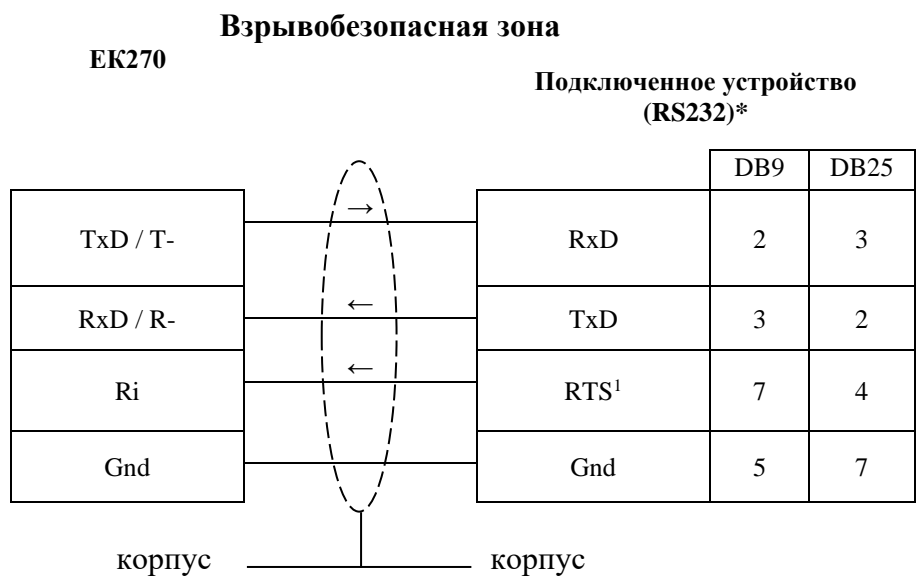 Взрывобезопасная зона
ЕК270
Подключенное устройство
(RS232)*
DB9 DB25
→
TxD / T- RxD 2 3
←
RxD / R- TxD 3 2
←
Ri RTS¹ 7 4
Gnd Gnd 5 7
корпус корпус